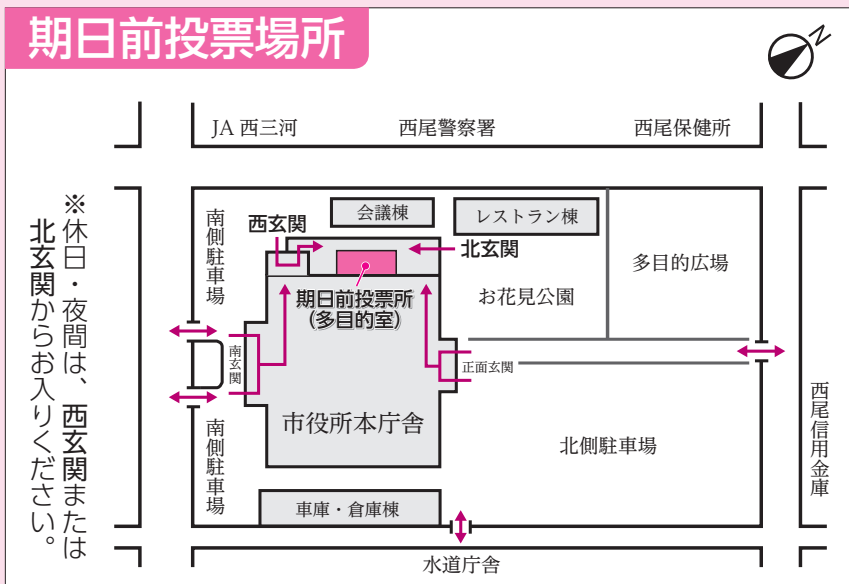 期日前投票場所
N
JA 西三河
西尾警察署
西尾保健所
※休日・夜間は、西玄関または
北玄関からお入りください。
南側駐車場
西玄関
会議棟
レストラン棟
北玄関
多目的広場
期日前投票所
(多目的室)
お花見公園
南玄関
正面玄関
市役所本庁舎
南側駐車場
北側駐車場
西尾信用金庫
車庫・倉庫棟
水道庁舎